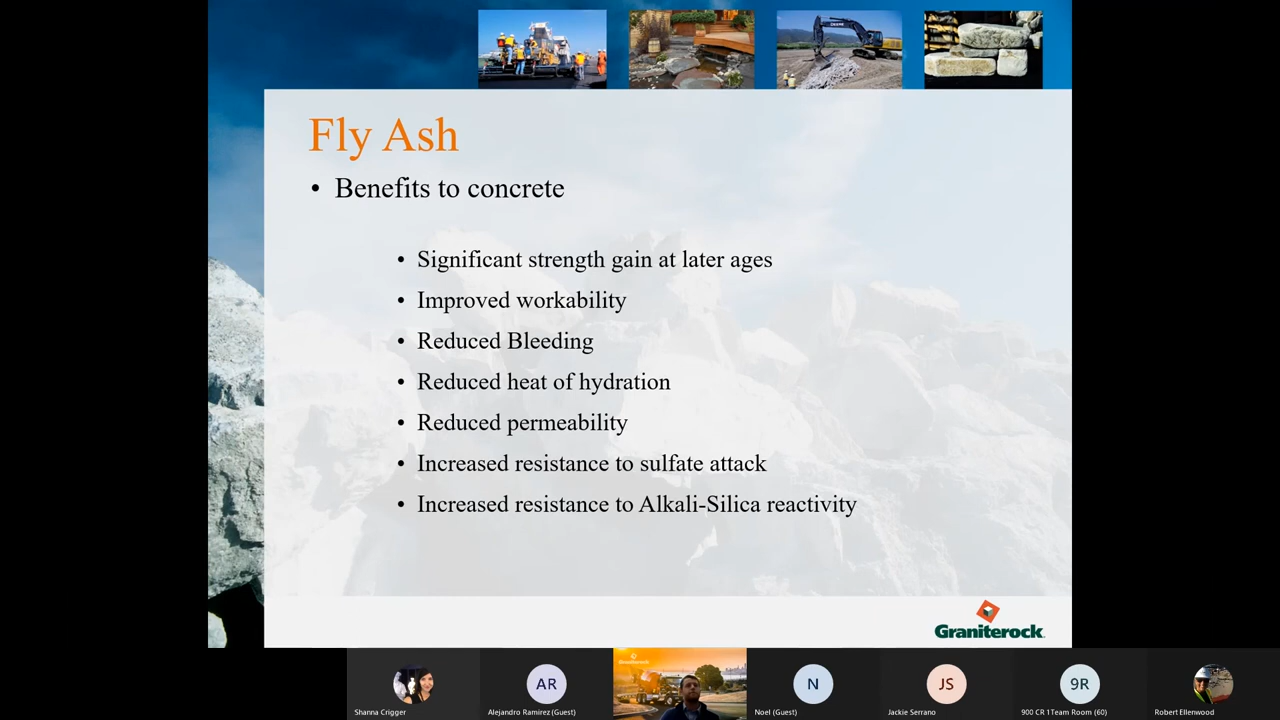 Fly Ash
• Benefits to concrete
• Significant strength gain at later ages
• Improved workability
• Reduced Bleeding
• Reduced heat of hydration
• Reduced permeability
• Increased resistance to sulfate attack
• Increased resistance to Alkali-Silica reactivity
Graniterock
AR
Graniterock
N
JS
9R
Shanna Crigger
Alejandro Ramirez (Guest)
Noel (Guest)
Jackie Serrano
900 CR 1Team Room (60)
Robert Ellenwood